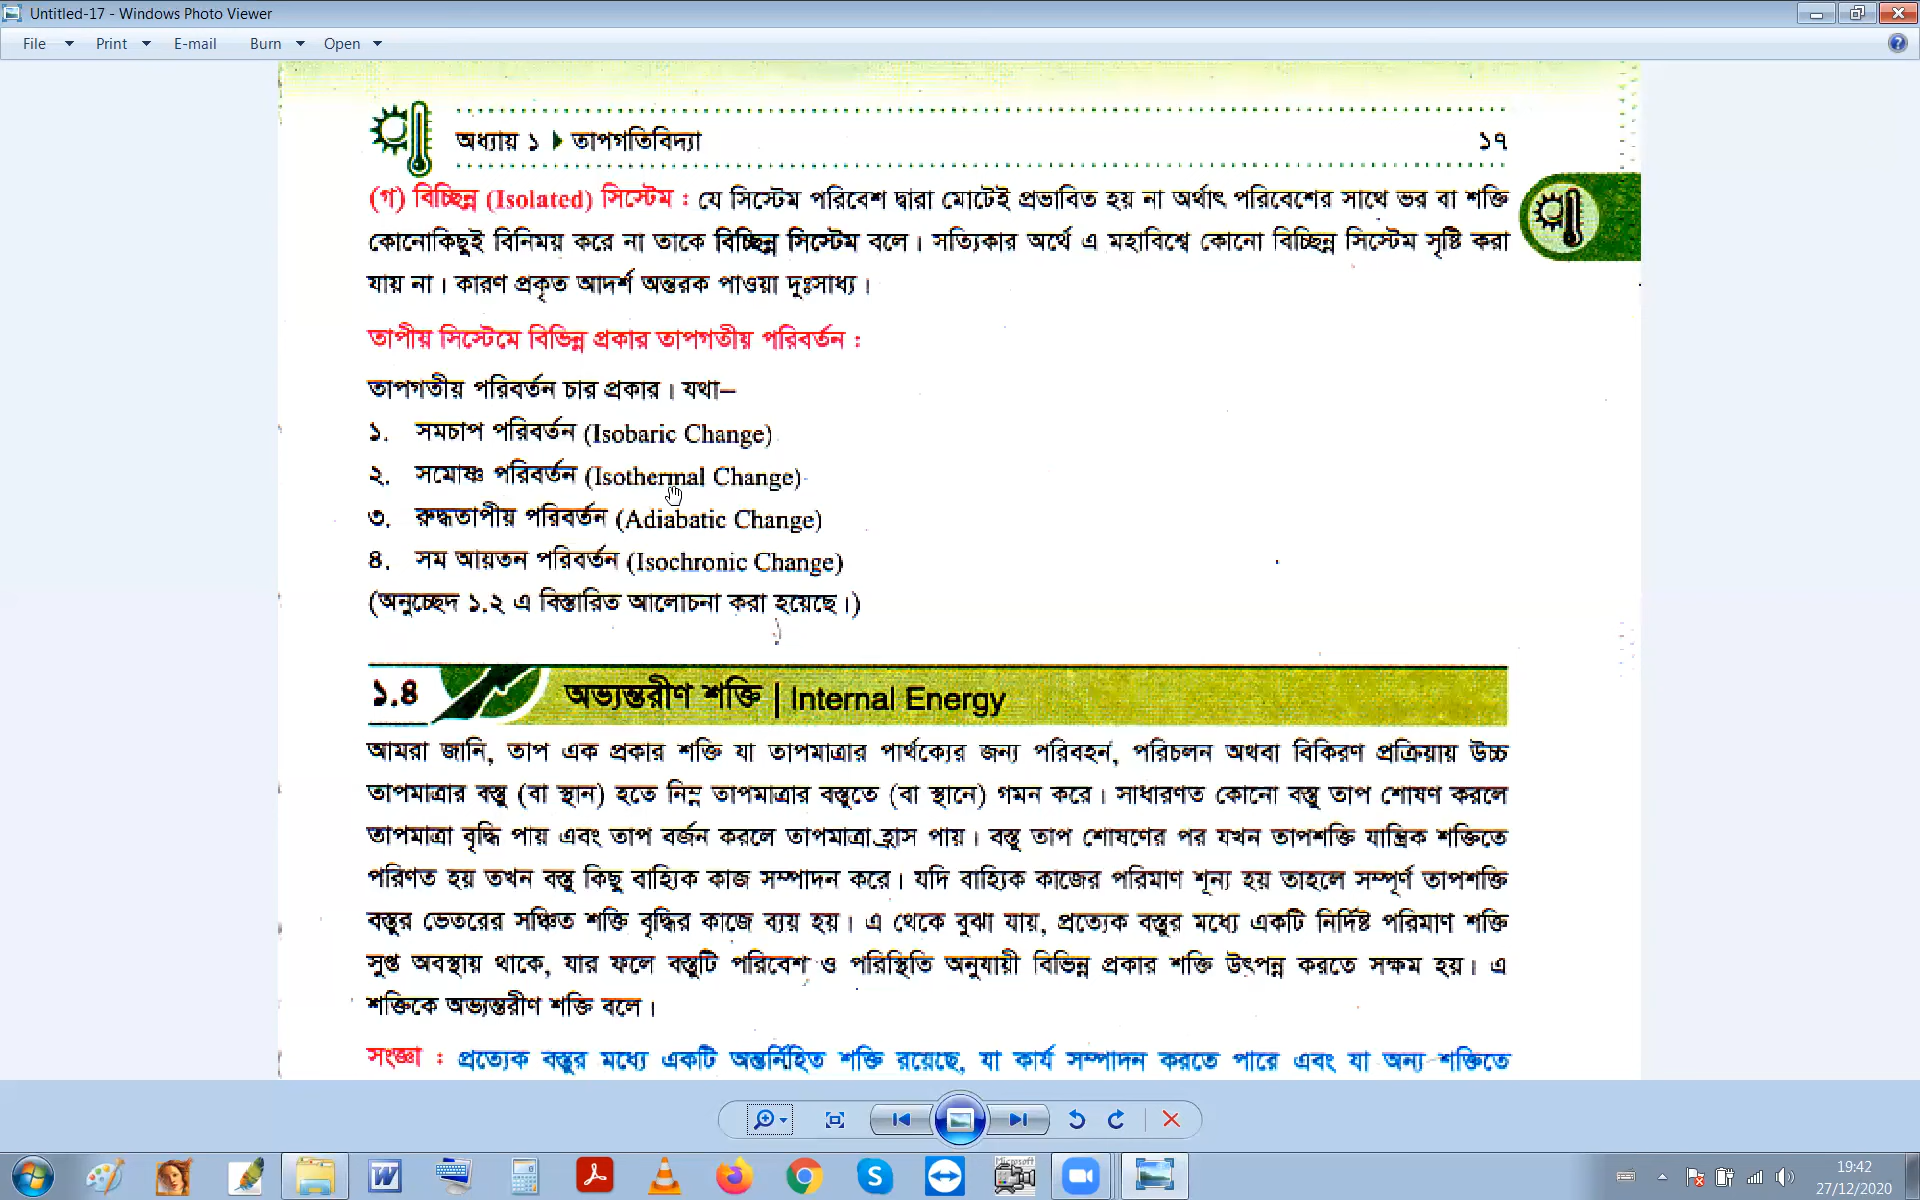 Untitled-17 - Windows Photo Viewer
File Print E-mail Burn Open
অধ্যায় ১ তাপগতিবিদ্যা ১৭
(গ) বিচ্ছিন্ন (Isolated) সিস্টেম : যে সিস্টেম পরিবেশ দ্বারা মোটেই প্রভাবিত হয় না অর্থাৎ পরিবেশের সাথে ভর বা শক্তি
কোনোকিছুই বিনিময় করে না তাকে বিচ্ছিন্ন সিস্টেম বলে। সত্যিকার অর্থে এ মহাবিশ্বে কোনো বিচ্ছিন্ন সিস্টেম সৃষ্টি করা
যায় না। কারণ প্রকৃত আদর্শ অন্তরক পাওয়া দুঃসাধ্য।
তাপীয় সিস্টেমে বিভিন্ন প্রকার তাপগতীয় পরিবর্তন :
তাপগতীয় পরিবর্তন চার প্রকার। যথা–
১. সমচাপ পরিবর্তন (Isobaric Change)
২. সমোষ্ণ পরিবর্তন (Isothermal Change)
৩. রুদ্ধতাপীয় পরিবর্তন (Adiabatic Change)
৪. সম আয়তন পরিবর্তন (Isochronic Change)
(অনুচ্ছেদ ১.২ এ বিস্তারিত আলোচনা করা হয়েছে।)
১.৪ অভ্যন্তরীণ শক্তি | Internal Energy
আমরা জানি, তাপ এক প্রকার শক্তি যা তাপমাত্রার পার্থক্যের জন্য পরিবহন, পরিচলন অথবা বিকিরণ প্রক্রিয়ায় উচ্চ
তাপমাত্রার বস্তু (বা স্থান) হতে নিম্ন তাপমাত্রার বস্তুতে (বা স্থানে) গমন করে। সাধারণত কোনো বস্তু তাপ শোষণ করলে
তাপমাত্রা বৃদ্ধি পায় এবং তাপ বর্জন করলে তাপমাত্রা হ্রাস পায়। বস্তু তাপ শোষণের পর যখন তাপশক্তি যান্ত্রিক শক্তিতে
পরিণত হয় তখন বস্তু কিছু বাহ্যিক কাজ সম্পাদন করে। যদি বাহ্যিক কাজের পরিমাণ শূন্য হয় তাহলে সম্পূর্ণ তাপশক্তি
বস্তুর ভেতরের সঞ্চিত শক্তি বৃদ্ধির কাজে ব্যয় হয়। এ থেকে বুঝা যায়, প্রত্যেক বস্তুর মধ্যে একটি নির্দিষ্ট পরিমাণ শক্তি
সুপ্ত অবস্থায় থাকে, যার ফলে বস্তুটি পরিবেশ ও পরিস্থিতি অনুযায়ী বিভিন্ন প্রকার শক্তি উৎপন্ন করতে সক্ষম হয়। এ
শক্তিকে অভ্যন্তরীণ শক্তি বলে।
সংজ্ঞা : প্রত্যেক বস্তুর মধ্যে একটি অন্তর্নিহিত শক্তি রয়েছে, যা কার্য সম্পাদন করতে পারে এবং যা অন্য শক্তিতে
Microsoft
19:42
27/12/2020